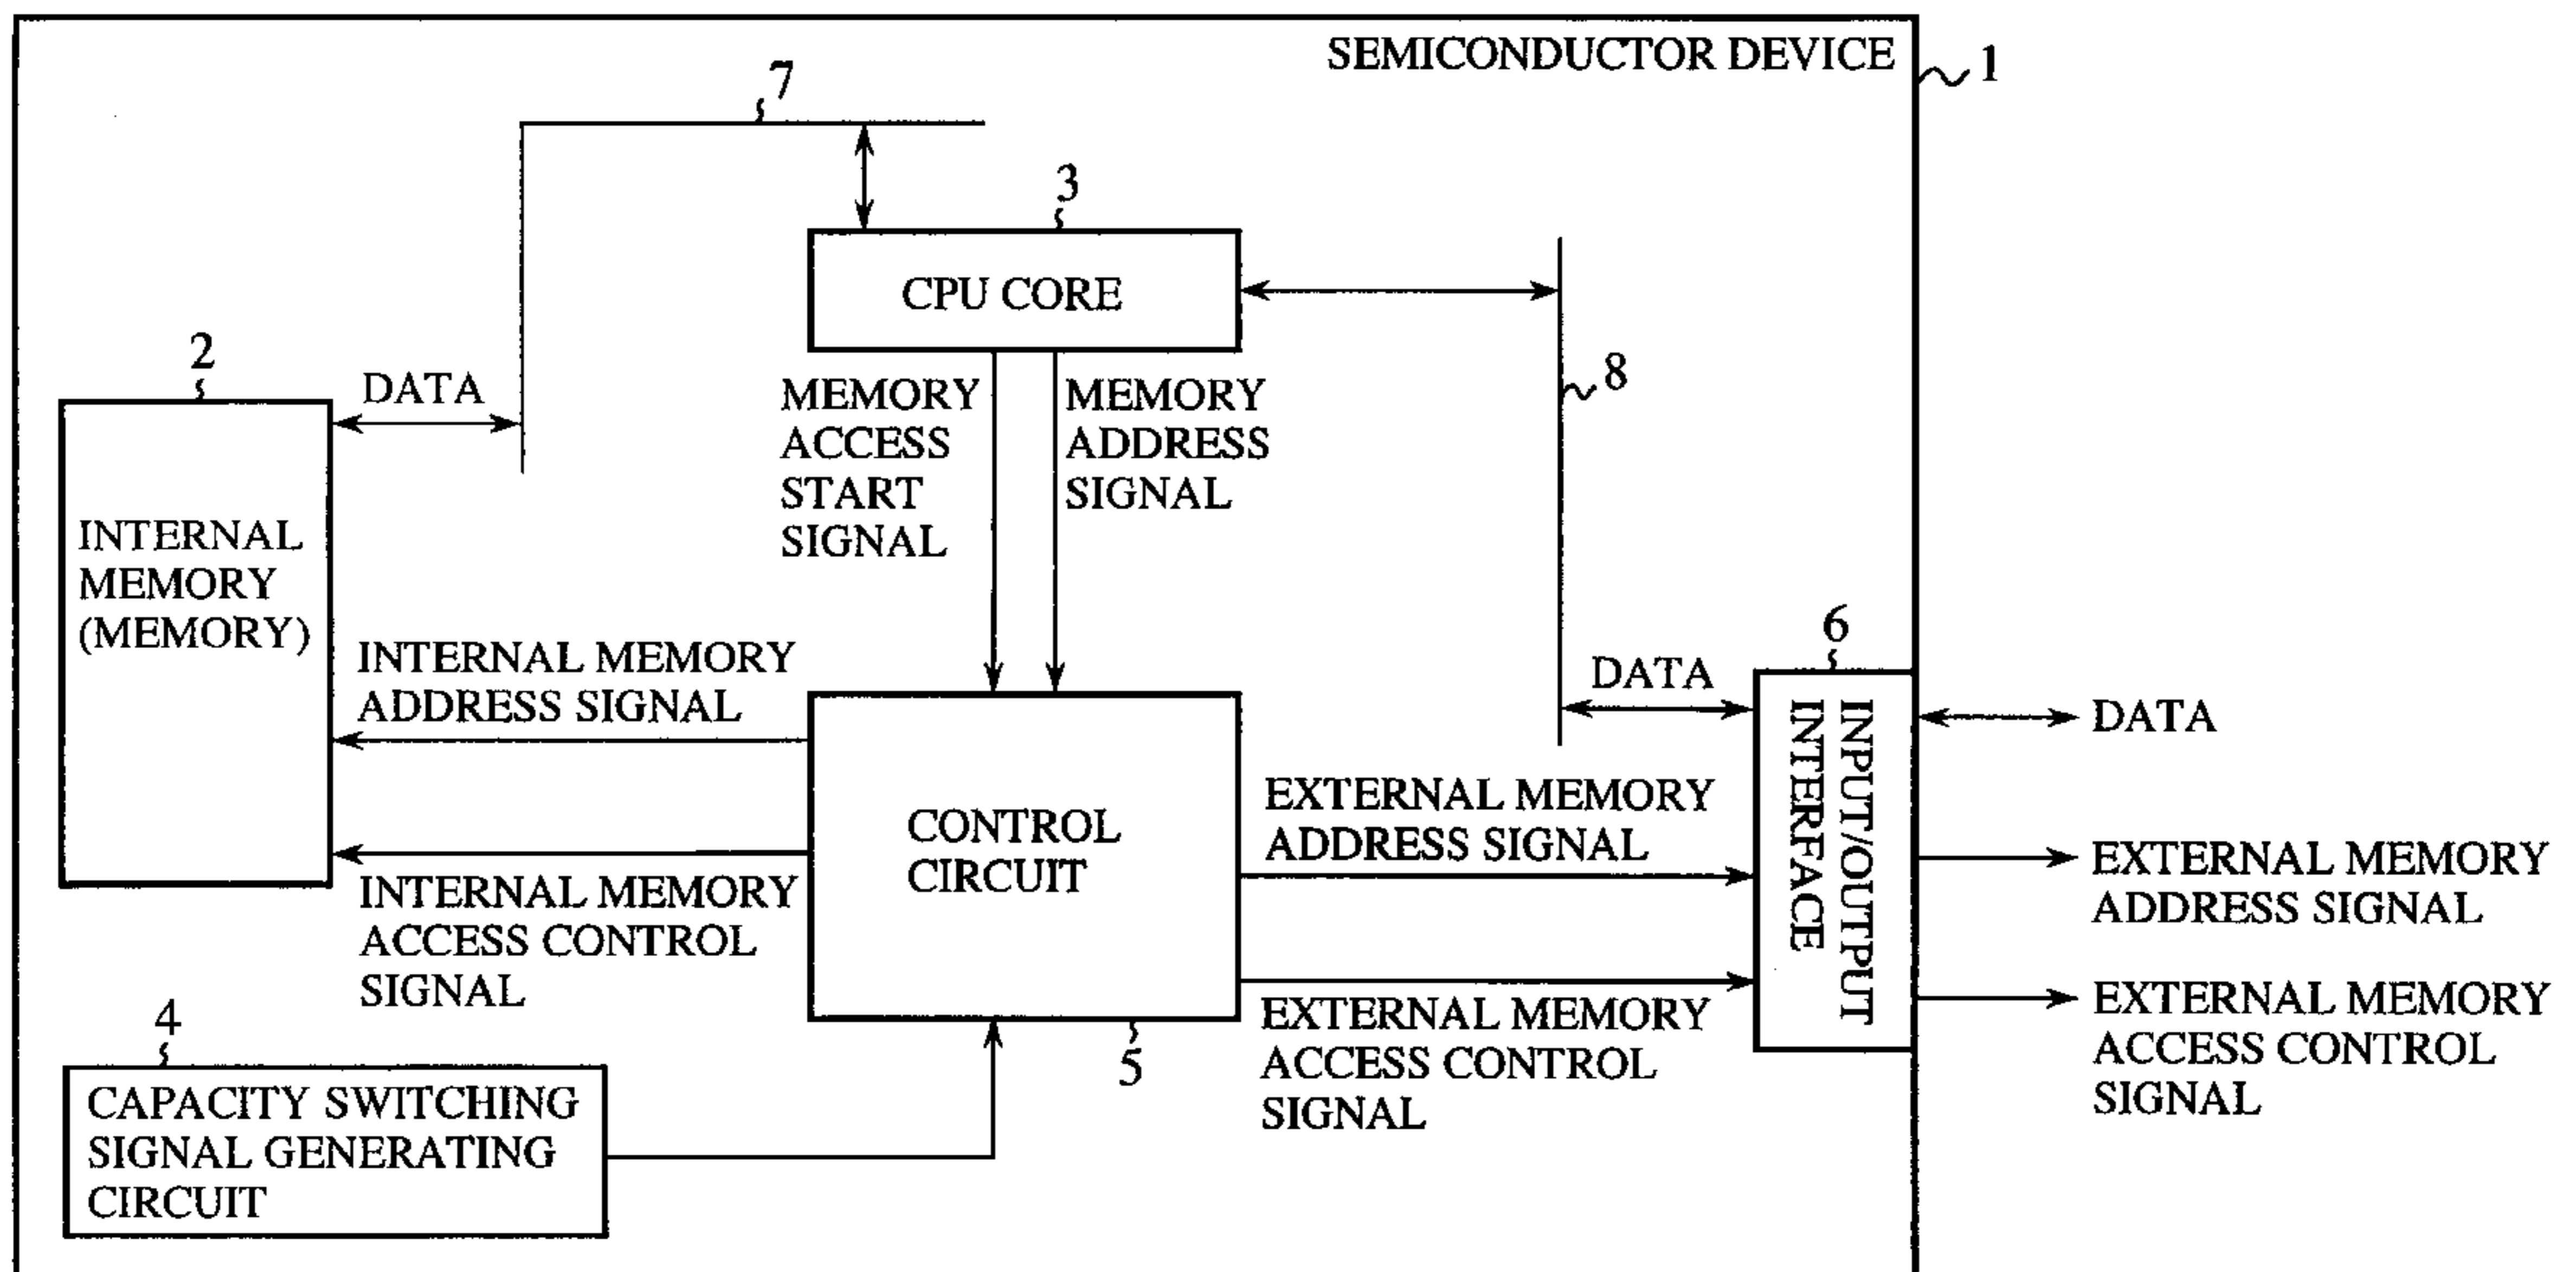 SEMICONDUCTOR DEVICE
1
7
3
CPU CORE
2
DATA
8
MEMORY
ACCESS
START
SIGNAL
MEMORY
ADDRESS
SIGNAL
INTERNAL
MEMORY
(MEMORY)
INTERNAL MEMORY
ADDRESS SIGNAL
6
DATA
INPUT/OUTPUT
INTERFACE
DATA
CONTROL
CIRCUIT
EXTERNAL MEMORY
ADDRESS SIGNAL
EXTERNAL MEMORY
ADDRESS SIGNAL
INTERNAL MEMORY
ACCESS CONTROL
SIGNAL
EXTERNAL MEMORY
ACCESS CONTROL
SIGNAL
EXTERNAL MEMORY
ACCESS CONTROL
SIGNAL
4
5
CAPACITY SWITCHING
SIGNAL GENERATING
CIRCUIT